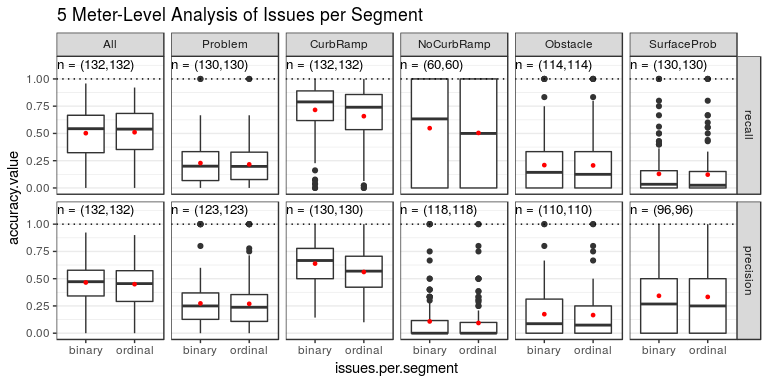 5 Meter-Level Analysis of Issues per Segment
All Problem CurbRamp NoCurbRamp Obstacle SurfaceProb
n = (132,132) n = (130,130) n = (132,132) n = (60,60) n = (114,114) n = (130,130)
1.00
0.75
0.50
0.25
0.00
recall
n = (132,132) n = (123,123) n = (130,130) n = (118,118) n = (110,110) n = (96,96)
1.00
0.75
0.50
0.25
0.00
precision
accuracy.value
binary ordinal binary ordinal binary ordinal binary ordinal binary ordinal binary ordinal
issues.per.segment